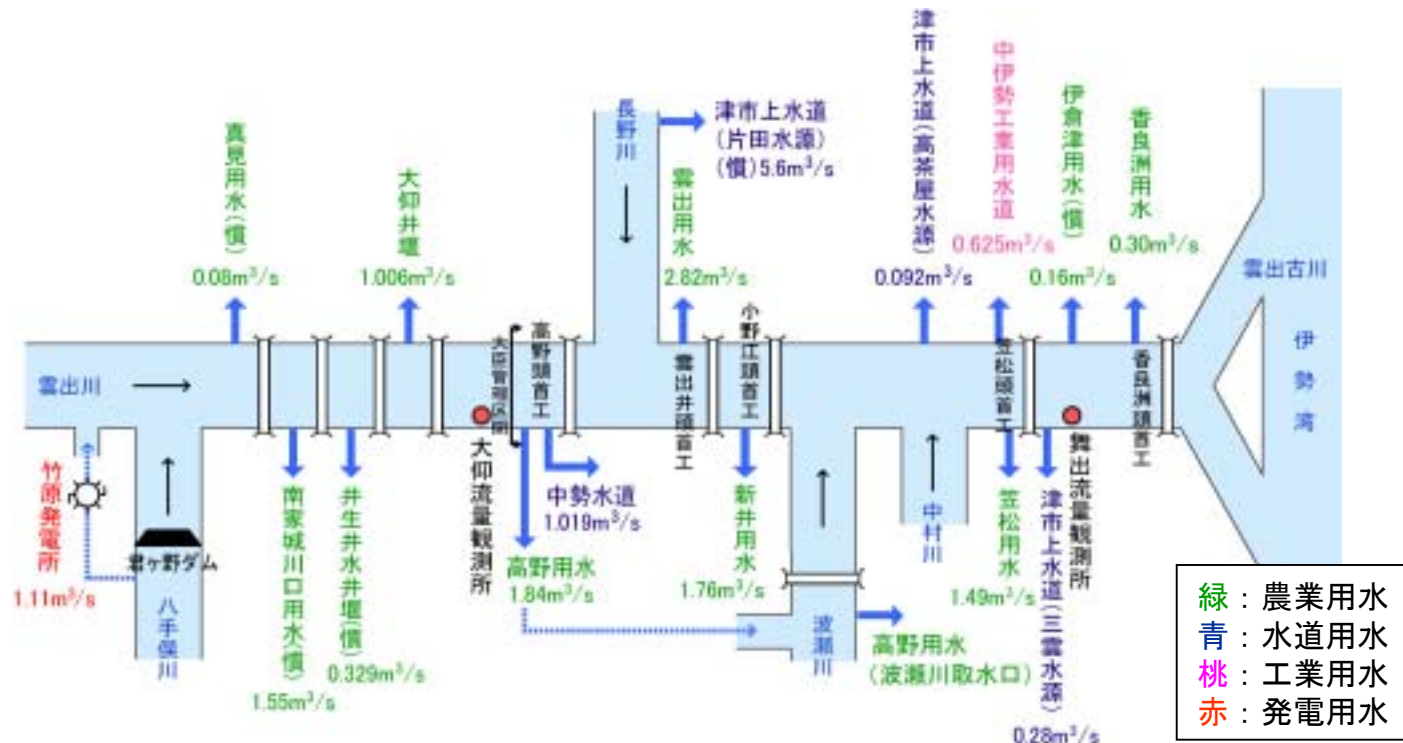 真見用水(慣)
0.08m³/s
大仰井堰
1.006m³/s
長野川
津市上水道
(片田水源)
(慣)5.6m³/s
雲出用水
2.82m³/s
津市上水道(高茶屋水源)
0.092m³/s
中伊勢工業用水道
0.625m³/s
伊倉津用水(慣)
0.16m³/s
香良洲用水
0.30m³/s
雲出川
大臣管理区間
高野頭首工
雲出井頭首工
小野江頭首工
笠松頭首工
香良洲頭首工
雲出古川
伊勢湾
竹原発電所
1.11m³/s
君ヶ野ダム
八手俣川
南家城川口用水(慣)
1.55m³/s
井生井水井堰(慣)
0.329m³/s
大仰流量観測所
中勢水道
1.019m³/s
高野用水
1.84m³/s
新井用水
1.76m³/s
波瀬川
高野用水
(波瀬川取水口)
中村川
笠松用水
1.49m³/s
津市上水道(三雲水源)
0.28m³/s
舞出流量観測所
緑：農業用水
青：水道用水
桃：工業用水
赤：発電用水